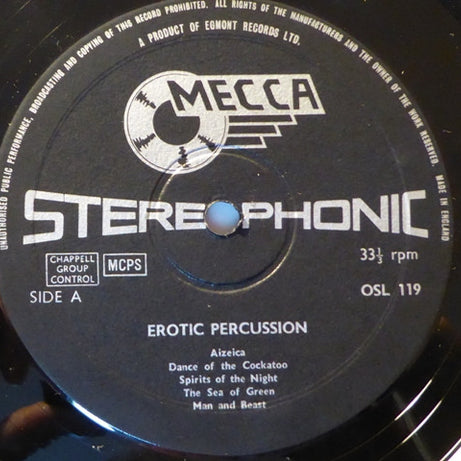 UNAUTHORISED PUBLIC PERFORMANCE, BROADCASTING AND COPYING OF THIS RECORD PROHIBITED. ALL RIGHTS OF THE MANUFACTURERS AND THE OWNER OF THE WORK RESERVED. MADE IN ENGLAND
A PRODUCT OF EGMONT RECORDS LTD.
MECCA
STEREOPHONIC
CHAPPELL
GROUP
CONTROL
MCPS
33⅓ rpm
SIDE A
OSL 119
EROTIC PERCUSSION
Aizeica
Dance of the Cockatoo
Spirits of the Night
The Sea of Green
Man and Beast